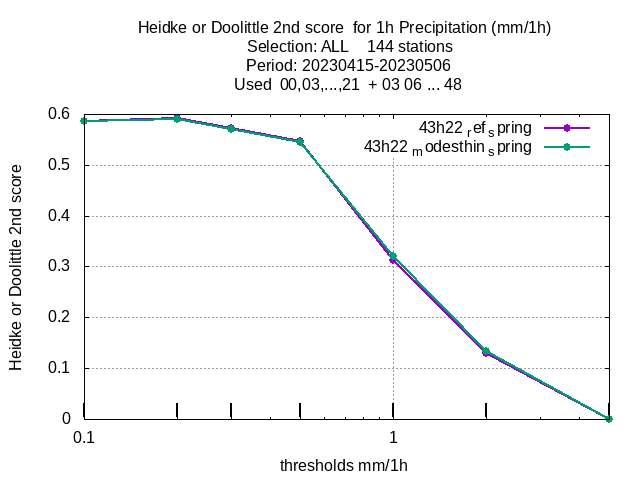 Heidke or Doolittle 2nd score  for 1h Precipitation (mm/1h)
Selection: ALL    144 stations
Period: 20230415-20230506
Used  00,03,...,21  + 03 06 ... 48
43h22 ref spring
43h22 modesthin spring
0.6
0.5
0.4
0.3
0.2
0.1
0
Heidke or Doolittle 2nd score
0.1
1
thresholds mm/1h